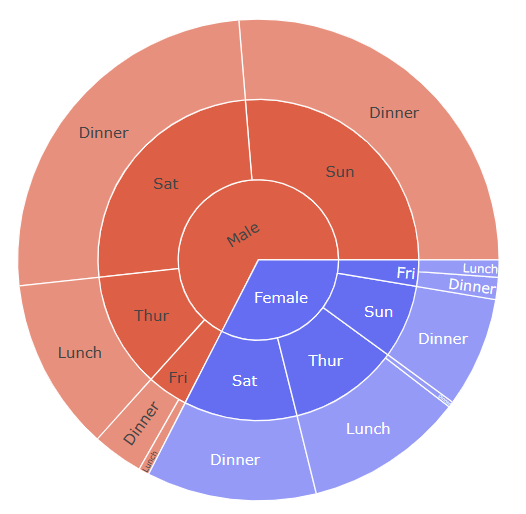 Dinner
Dinner
Sat
Sun
Male
Fri
Lunch
Dinner
Female
Sun
Thur
Dinner
Lunch
Thur
Fri
Sat
Lunch
Dinner
Lunch
Dinner